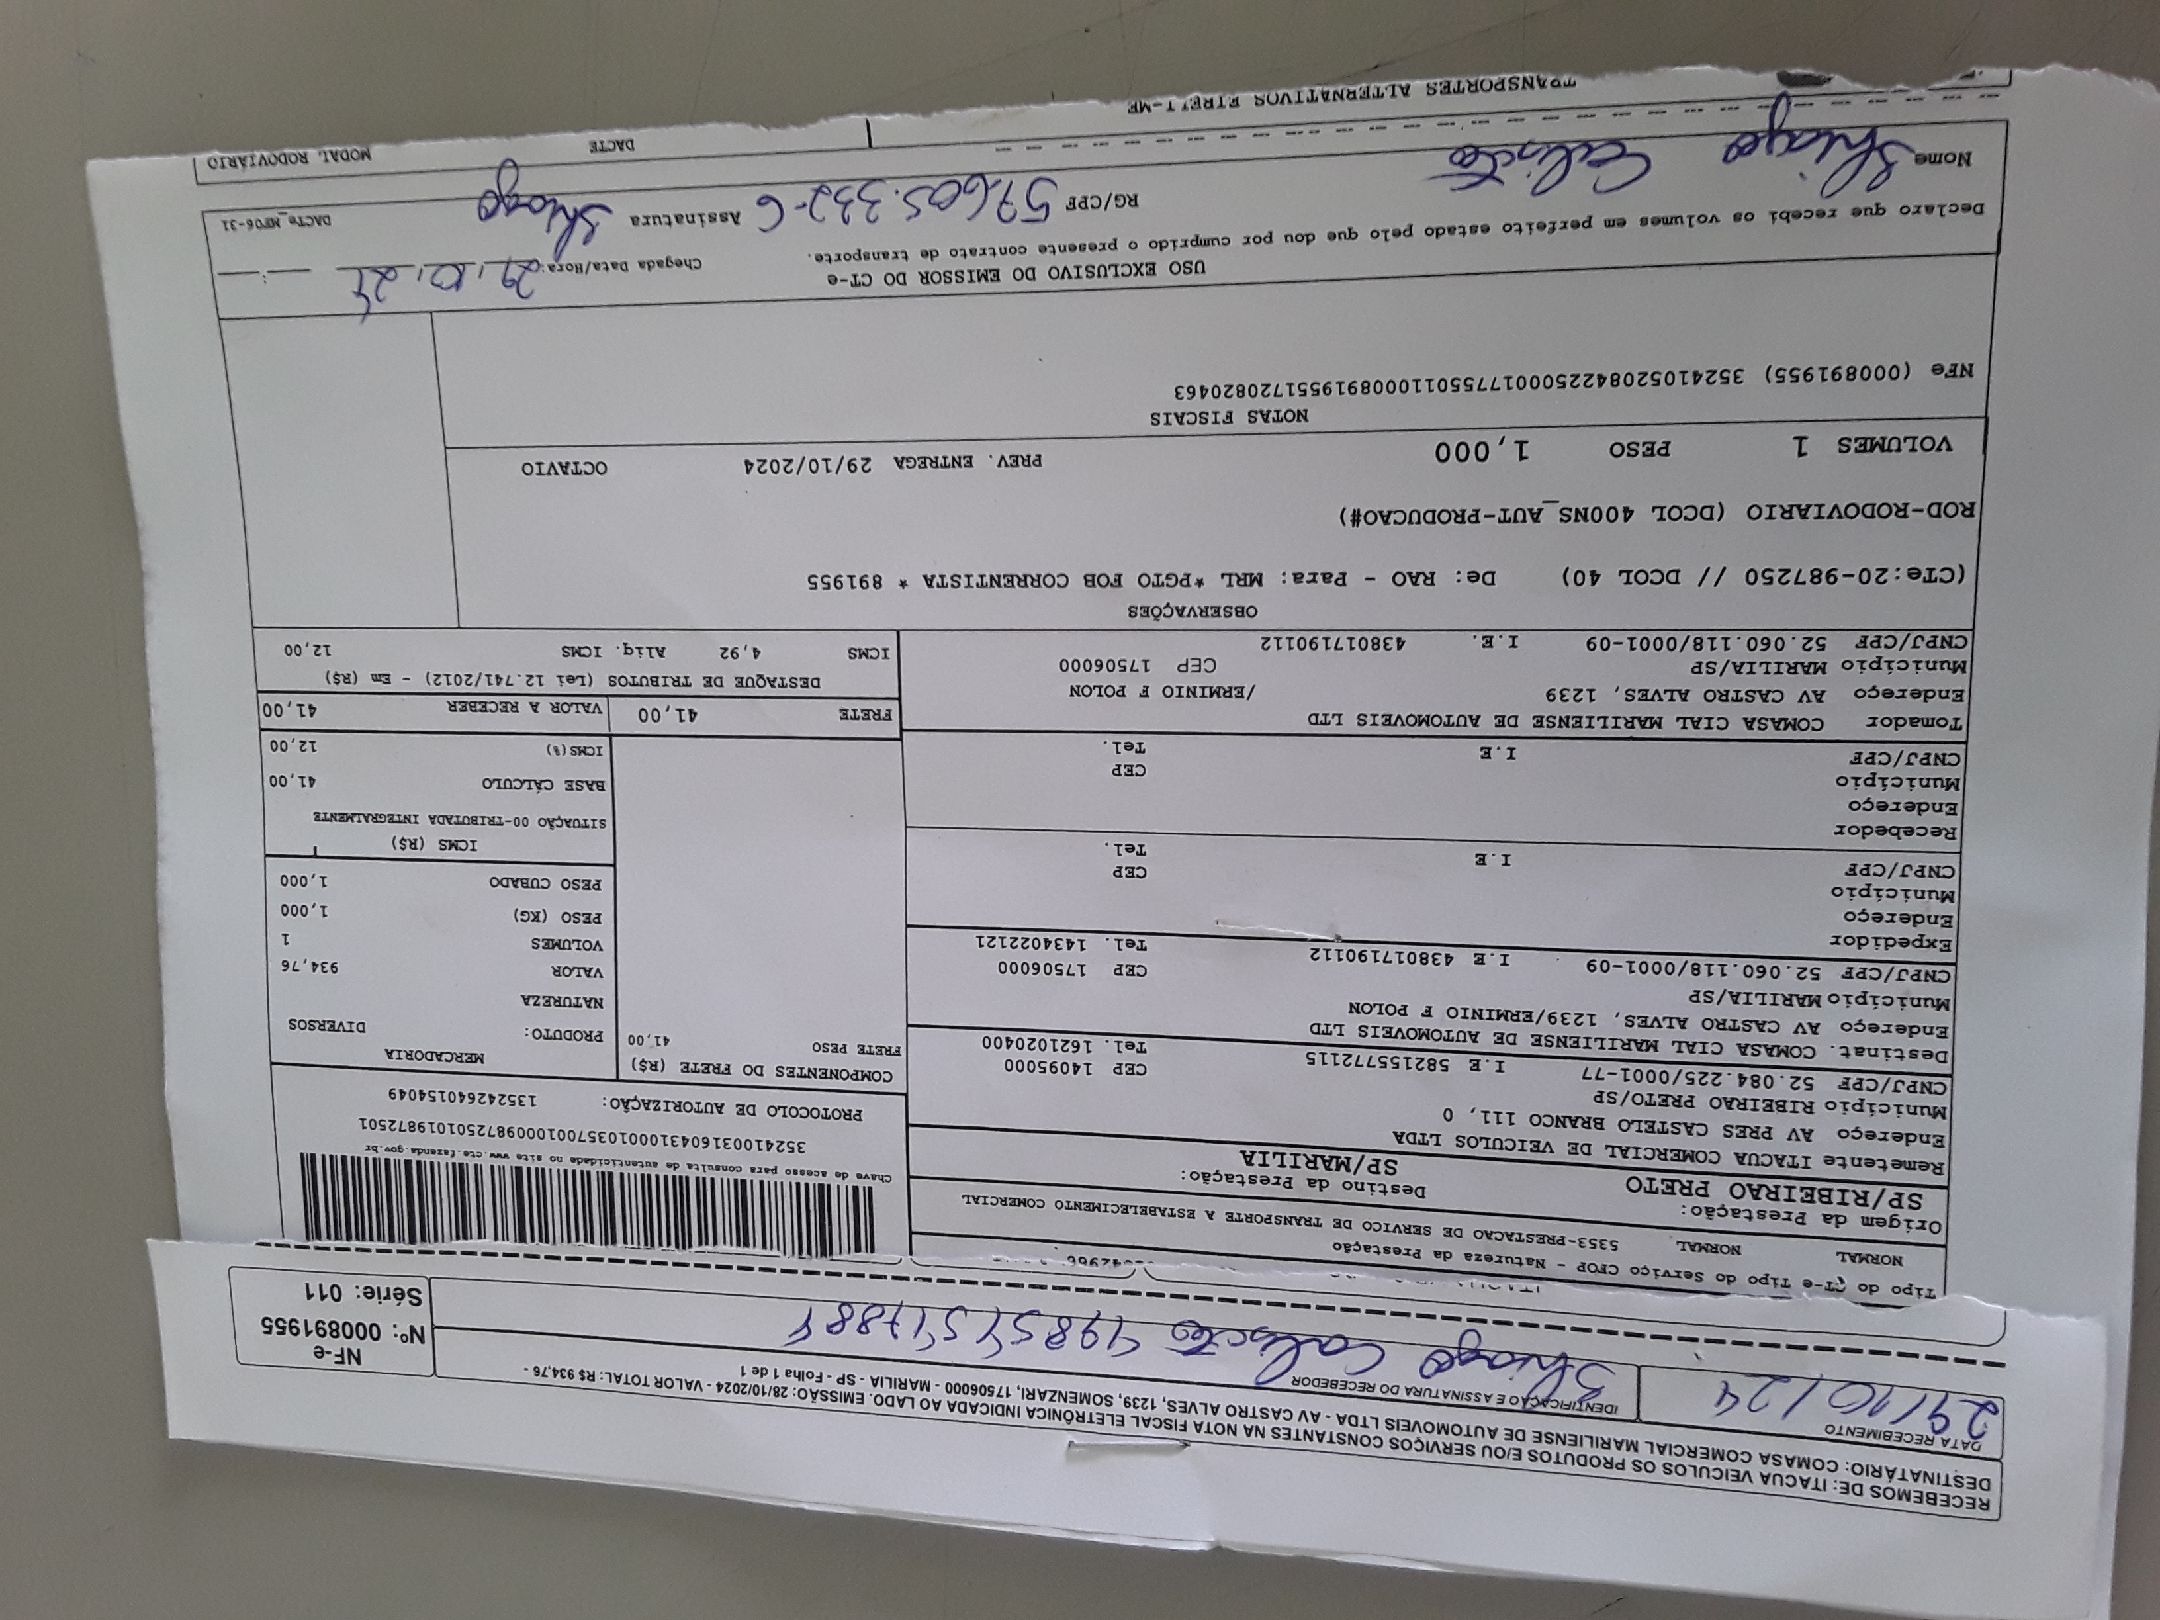 RECEBEMOS DE: ITACUA VEICULOS OS PRODUTOS E/OU SERVIÇOS CONSTANTES NA NOTA FISCAL ELETRÔNICA INDICADA AO LADO. EMISSÃO: 28/10/2024 - VALOR TOTAL: R$ 934,76 -
DESTINATÁRIO: COMASA COMERCIAL MARILIENSE DE AUTOMOVEIS LTDA - AV CASTRO ALVES, 1239, SOMENZARI, 17506000 - MARILIA - SP - Folha 1 de 1
NF-e
Nº: 000891955
Série: 011
DATA RECEBIMENTO
29/10/24
IDENTIFICAÇÃO E ASSINATURA DO RECEBEDOR
Thiago Calisto
Tipo do CT-e Tipo do Serviço CFOP - Natureza da Prestação
NORMAL NORMAL 5353-PRESTACAO DE SERVICO DE TRANSPORTE A ESTABELECIMENTO COMERCIAL
Origem da Prestação: Destino da Prestação:
SP/RIBEIRAO PRETO SP/MARILIA
Chave de acesso para consulta de autenticidade no site www.cte.fazenda.gov.br
PROTOCOLO DE AUTORIZAÇÃO: 135242640154049
Remetente ITACUA COMERCIAL DE VEICULOS LTDA
Endereço AV PRES CASTELO BRANCO 111, 0
Município RIBEIRAO PRETO/SP CEP 14095000
CNPJ/CPF 52.084.225/0001-77 I.E 582155772115 Tel. 1621020400
Destinat. COMASA CIAL MARILIENSE DE AUTOMOVEIS LTD
Endereço AV CASTRO ALVES, 1239/ERMINIO F POLON
Município MARILIA/SP CEP 17506000
CNPJ/CPF 52.060.118/0001-09 I.E 438017190112 Tel. 1434022121
Expedidor
Endereço
Município CEP
CNPJ/CPF I.E Tel.
Recebedor
Endereço
Município CEP
CNPJ/CPF I.E Tel.
Tomador COMASA CIAL MARILIENSE DE AUTOMOVEIS LTD
Endereço AV CASTRO ALVES, 1239 /ERMINIO F POLON
Município MARILIA/SP CEP 17506000
CNPJ/CPF 52.060.118/0001-09 I.E. 438017190112
COMPONENTES DO FRETE (R$)
FRETE PESO 41,00
MERCADORIA
PRODUTO: DIVERSOS
NATUREZA
VALOR 934,76
VOLUMES 1
PESO (KG) 1,000
PESO CUBADO 1,000
ICMS (R$)
SITUAÇÃO 00-TRIBUTADA INTEGRALMENTE
BASE CÁLCULO 41,00
ICMS(%) 12,00
FRETE 41,00 VALOR A RECEBER 41,00
DESTAQUE DE TRIBUTOS (Lei 12.741/2012) - Em (R$)
ICMS 4,92 Aliq. ICMS 12,00
OBSERVAÇÕES
(CTe:20-987250 // DCOL 40) De: RAO - Para: MRL *PGTO FOB CORRENTISTA * 891955
ROD-RODOVIARIO (DCOL 400NS_AUT-PRODUCAO#)
VOLUMES 1 PESO 1,000 PREV. ENTREGA 29/10/2024 OCTAVIO
NOTAS FISCAIS
NFe (000891955) 35241052084225000177550110008919551720820463
USO EXCLUSIVO DO EMISSOR DO CT-e
Chegada Data/Hora: 29, 10, 24
Declaro que recebi os volumes em perfeito estado pelo que dou por cumprido o presente contrato de transporte.
Nome Thiago Calisto RG/CPF 57.605.332-6 Assinatura Thiago
DACTe_MP06-31
TRANSPORTES ALTERNATIVOS EIRELI-ME
DACTE MODAL RODOVIÁRIO